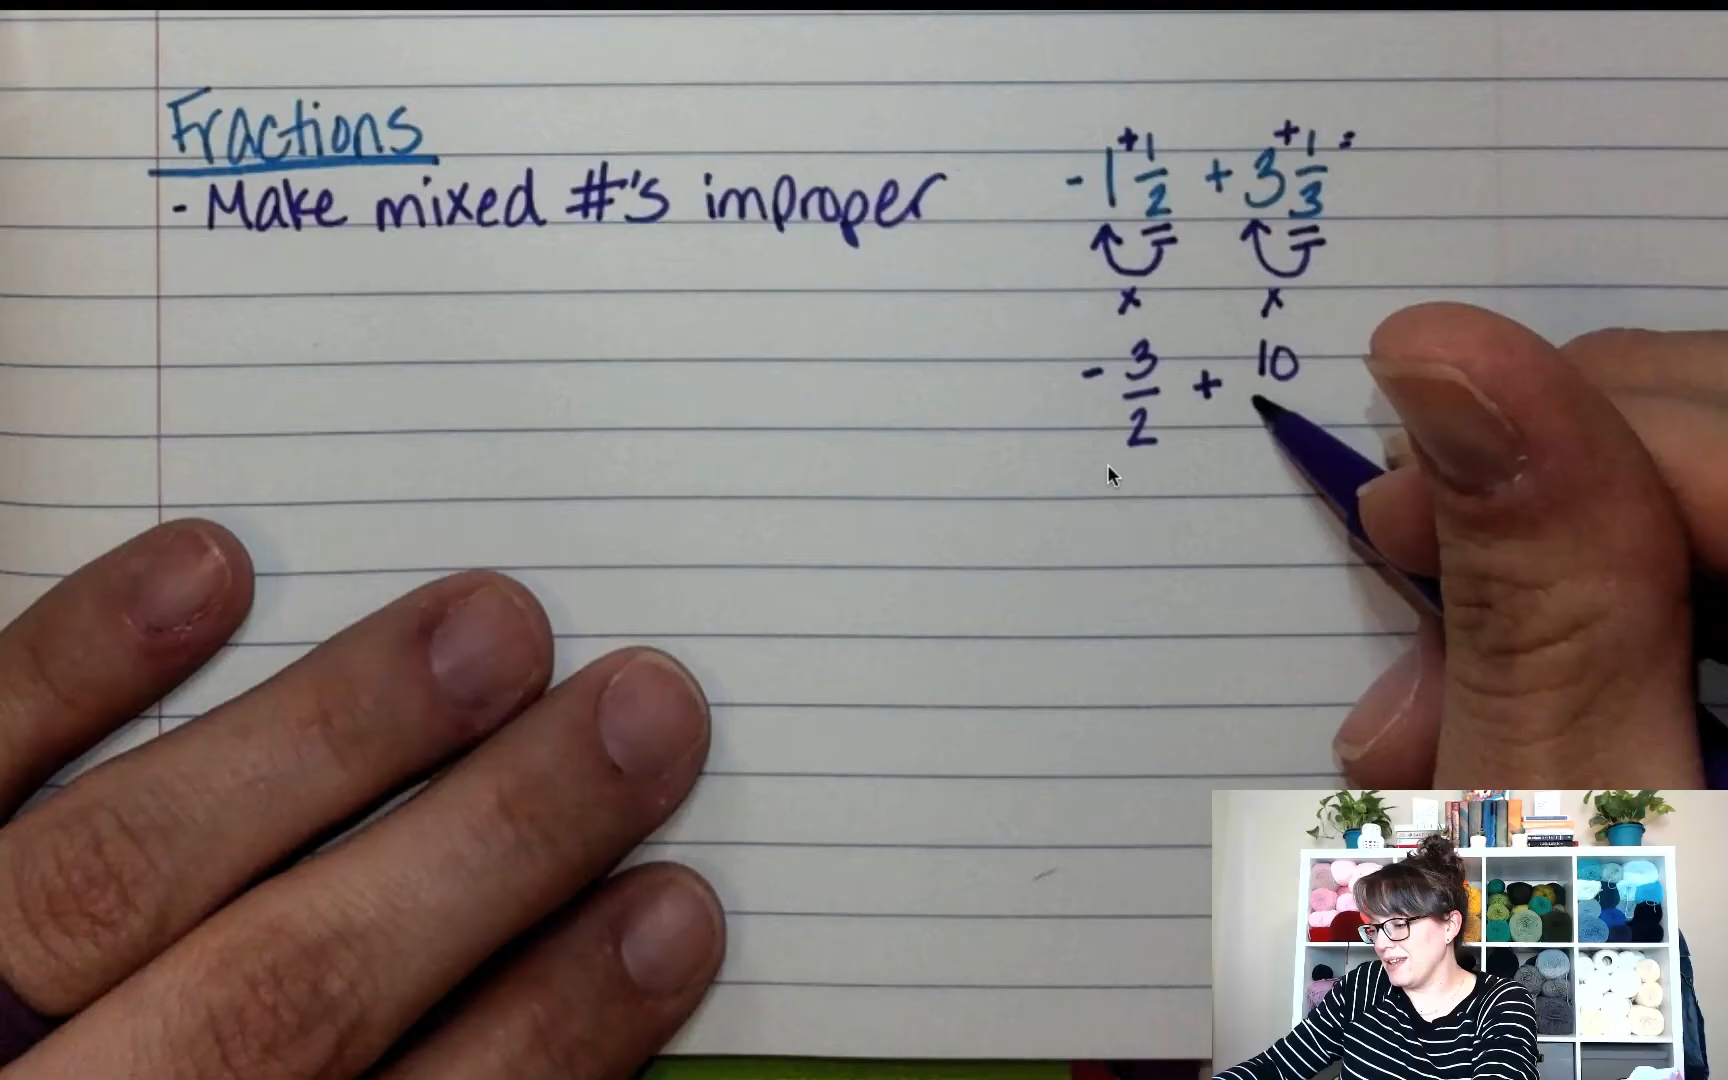 Fractions
- Make mixed #'s improper
- 1 + 1/2 + 3 + 1/3 =
x x
- 3/2 + 10